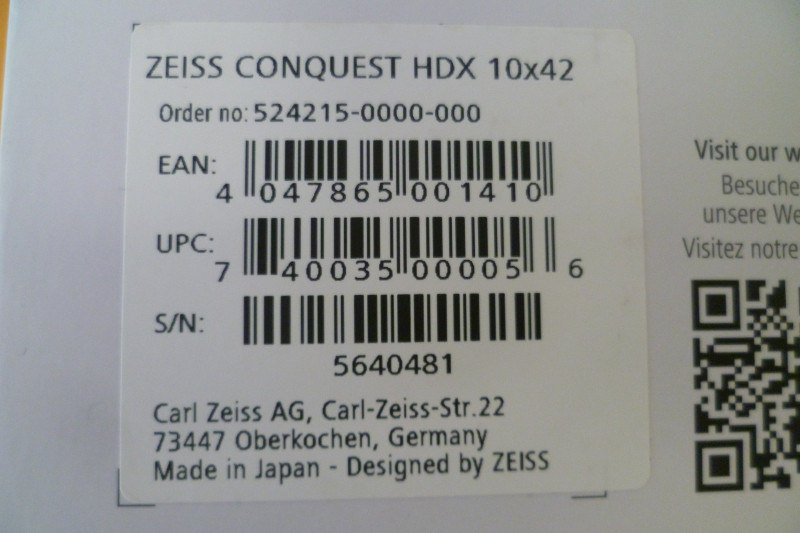 ZEISS CONQUEST HDX 10x42
Order no: 524215-0000-000
EAN:
4 047865 001410
UPC:
7 40035 00005 6
S/N:
5640481
Carl Zeiss AG, Carl-Zeiss-Str.22
73447 Oberkochen, Germany
Made in Japan - Designed by ZEISS
Visit our
Besuche
unsere We
Visitez notre